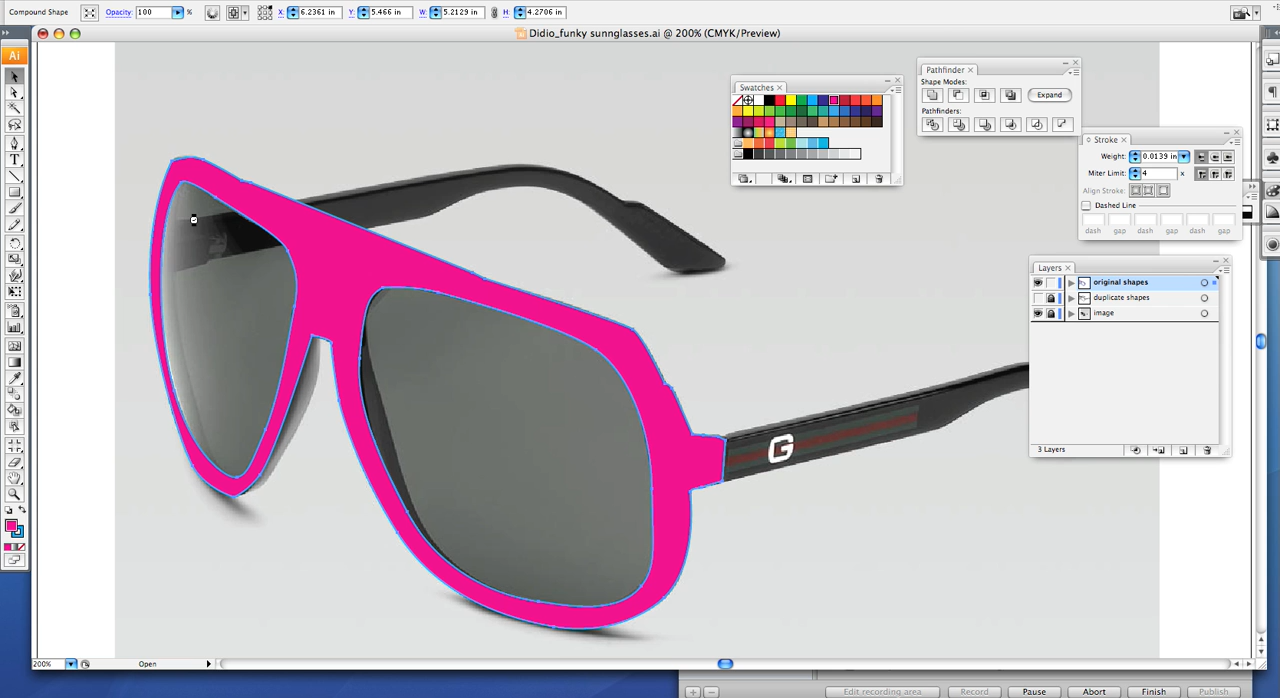 Compound Shape Opacity: 100 % X: 6.2361 in Y: 5.466 in W: 5.2129 in H: 4.2706 in
Didio_funky sunnglasses.ai @ 200% (CMYK/Preview)
Ai
Swatches
Pathfinder
Shape Modes:
Expand
Pathfinders:
Stroke
Weight: 0.0139 in
Miter Limit: 4 x
Align Stroke:
Dashed Line
dash gap dash gap dash gap
Layers
original shapes
duplicate shapes
image
3 Layers
T
G
200% Open
Edit recording area Record Pause Abort Finish Publish